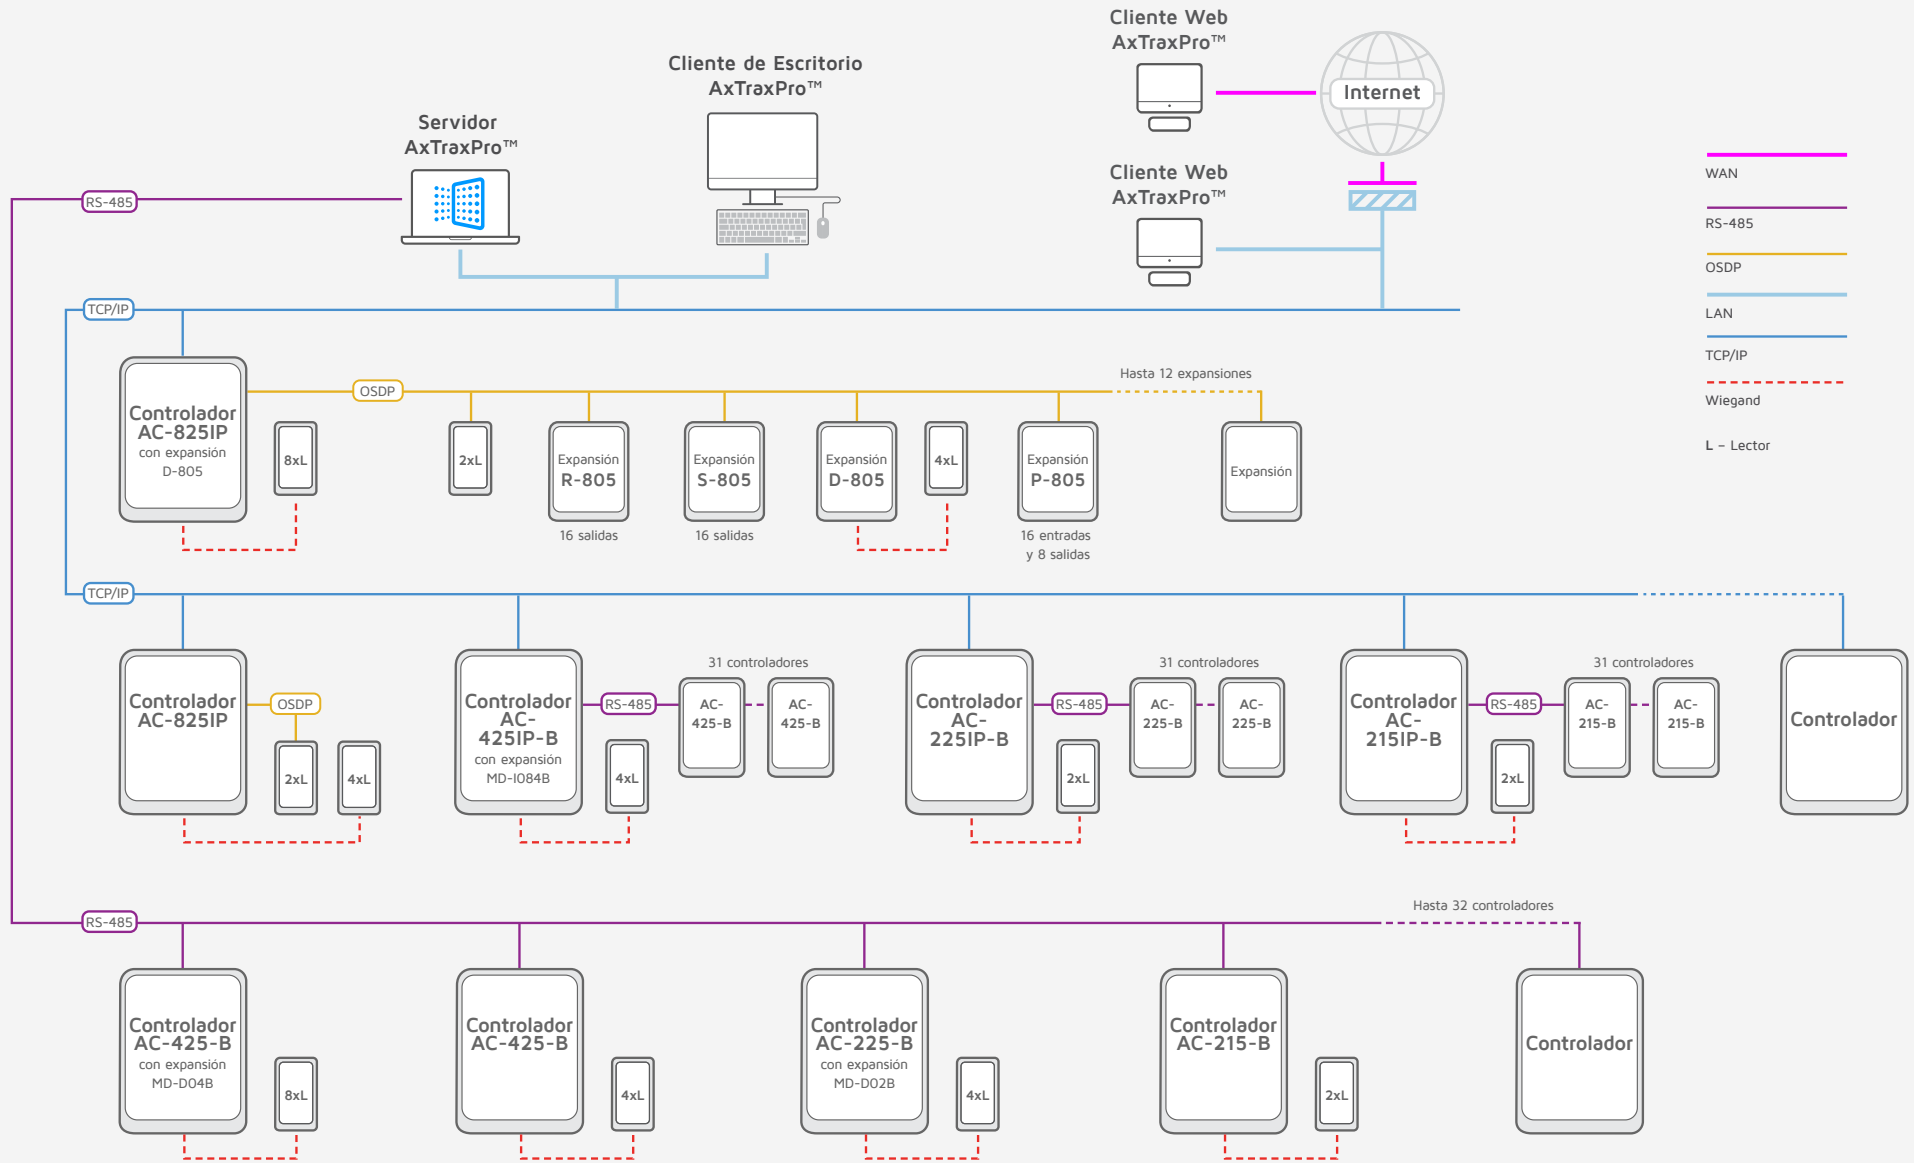 Cliente Web
AxTraxPro™
Cliente de Escritorio
AxTraxPro™
Internet
Servidor
AxTraxPro™
Cliente Web
AxTraxPro™
WAN
RS-485
RS-485
OSDP
LAN
TCP/IP
TCP/IP
Wiegand
L – Lector
Hasta 12 expansiones
OSDP
Controlador
AC-825IP
con expansión
D-805
8xL
2xL
Expansión
R-805
16 salidas
Expansión
S-805
16 salidas
Expansión
D-805
4xL
Expansión
P-805
16 entradas
y 8 salidas
Expansión
TCP/IP
Controlador
AC-825IP
OSDP
2xL
4xL
Controlador
AC-
425IP-B
con expansión
MD-I084B
RS-485
4xL
31 controladores
AC-
425-B
AC-
425-B
Controlador
AC-
225IP-B
RS-485
2xL
31 controladores
AC-
225-B
AC-
225-B
Controlador
AC-
215IP-B
RS-485
2xL
31 controladores
AC-
215-B
AC-
215-B
Controlador
RS-485
Hasta 32 controladores
Controlador
AC-425-B
con expansión
MD-D04B
8xL
Controlador
AC-425-B
4xL
Controlador
AC-225-B
con expansión
MD-D02B
4xL
Controlador
AC-215-B
2xL
Controlador